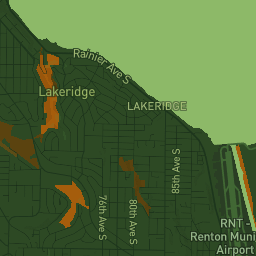 Rainier Ave S
Lakeridge
LAKERIDGE
85th Ave S
76th Ave S
80th Ave S
RNT -
Renton Muni
Airport